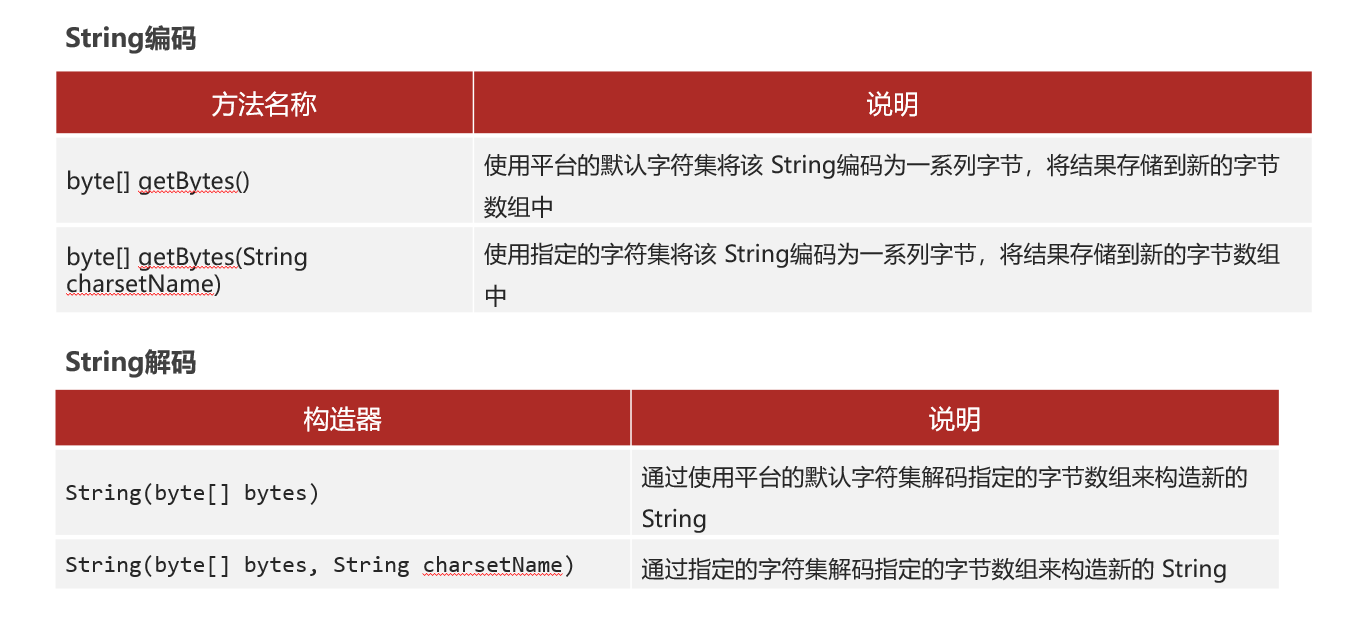 String编码
方法名称 说明
byte[] getBytes() 使用平台的默认字符集将该 String编码为一系列字节，将结果存储到新的字节
数组中
byte[] getBytes(String
charsetName) 使用指定的字符集将该 String编码为一系列字节，将结果存储到新的字节数组
中
String解码
构造器 说明
String(byte[] bytes) 通过使用平台的默认字符集解码指定的字节数组来构造新的
String
String(byte[] bytes, String charsetName) 通过指定的字符集解码指定的字节数组来构造新的 String